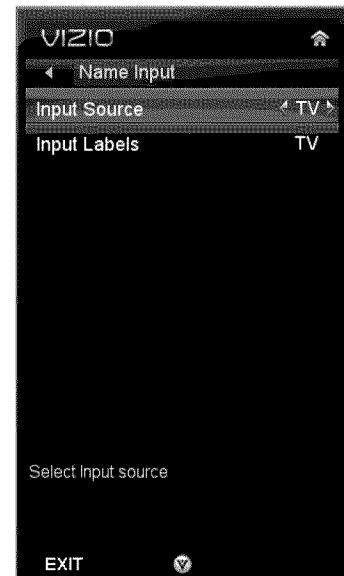 VIZIO
Name Input
Input Source TV
Input Labels TV
Select Input source
EXIT